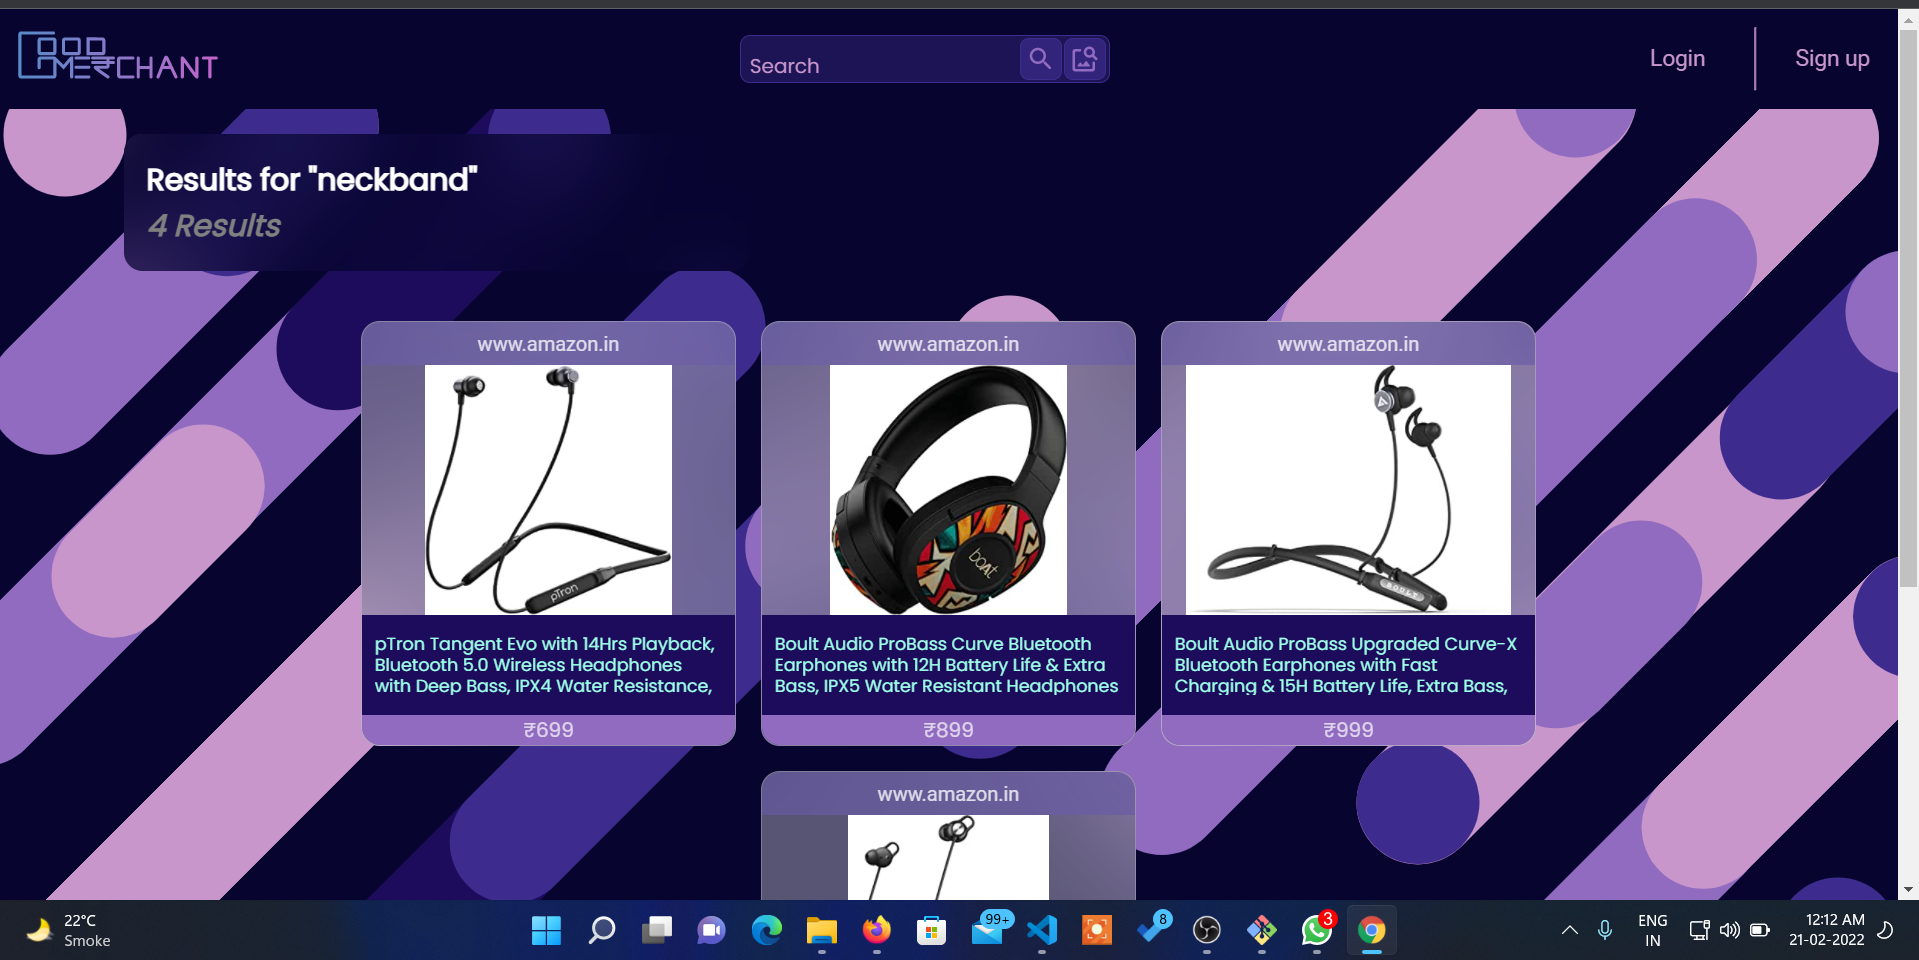 GOOD
MERCHANT
Search
Login
Sign up
Results for "neckband"
4 Results
www.amazon.in
www.amazon.in
www.amazon.in
pTron
boAt
BOULT
pTron Tangent Evo with 14Hrs Playback,
Bluetooth 5.0 Wireless Headphones
with Deep Bass, IPX4 Water Resistance,
₹699
Boult Audio ProBass Curve Bluetooth
Earphones with 12H Battery Life & Extra
Bass, IPX5 Water Resistant Headphones
₹899
Boult Audio ProBass Upgraded Curve-X
Bluetooth Earphones with Fast
Charging & 15H Battery Life, Extra Bass,
₹999
www.amazon.in
22°C
Smoke
99+
8
3
ENG
IN
12:12 AM
21-02-2022